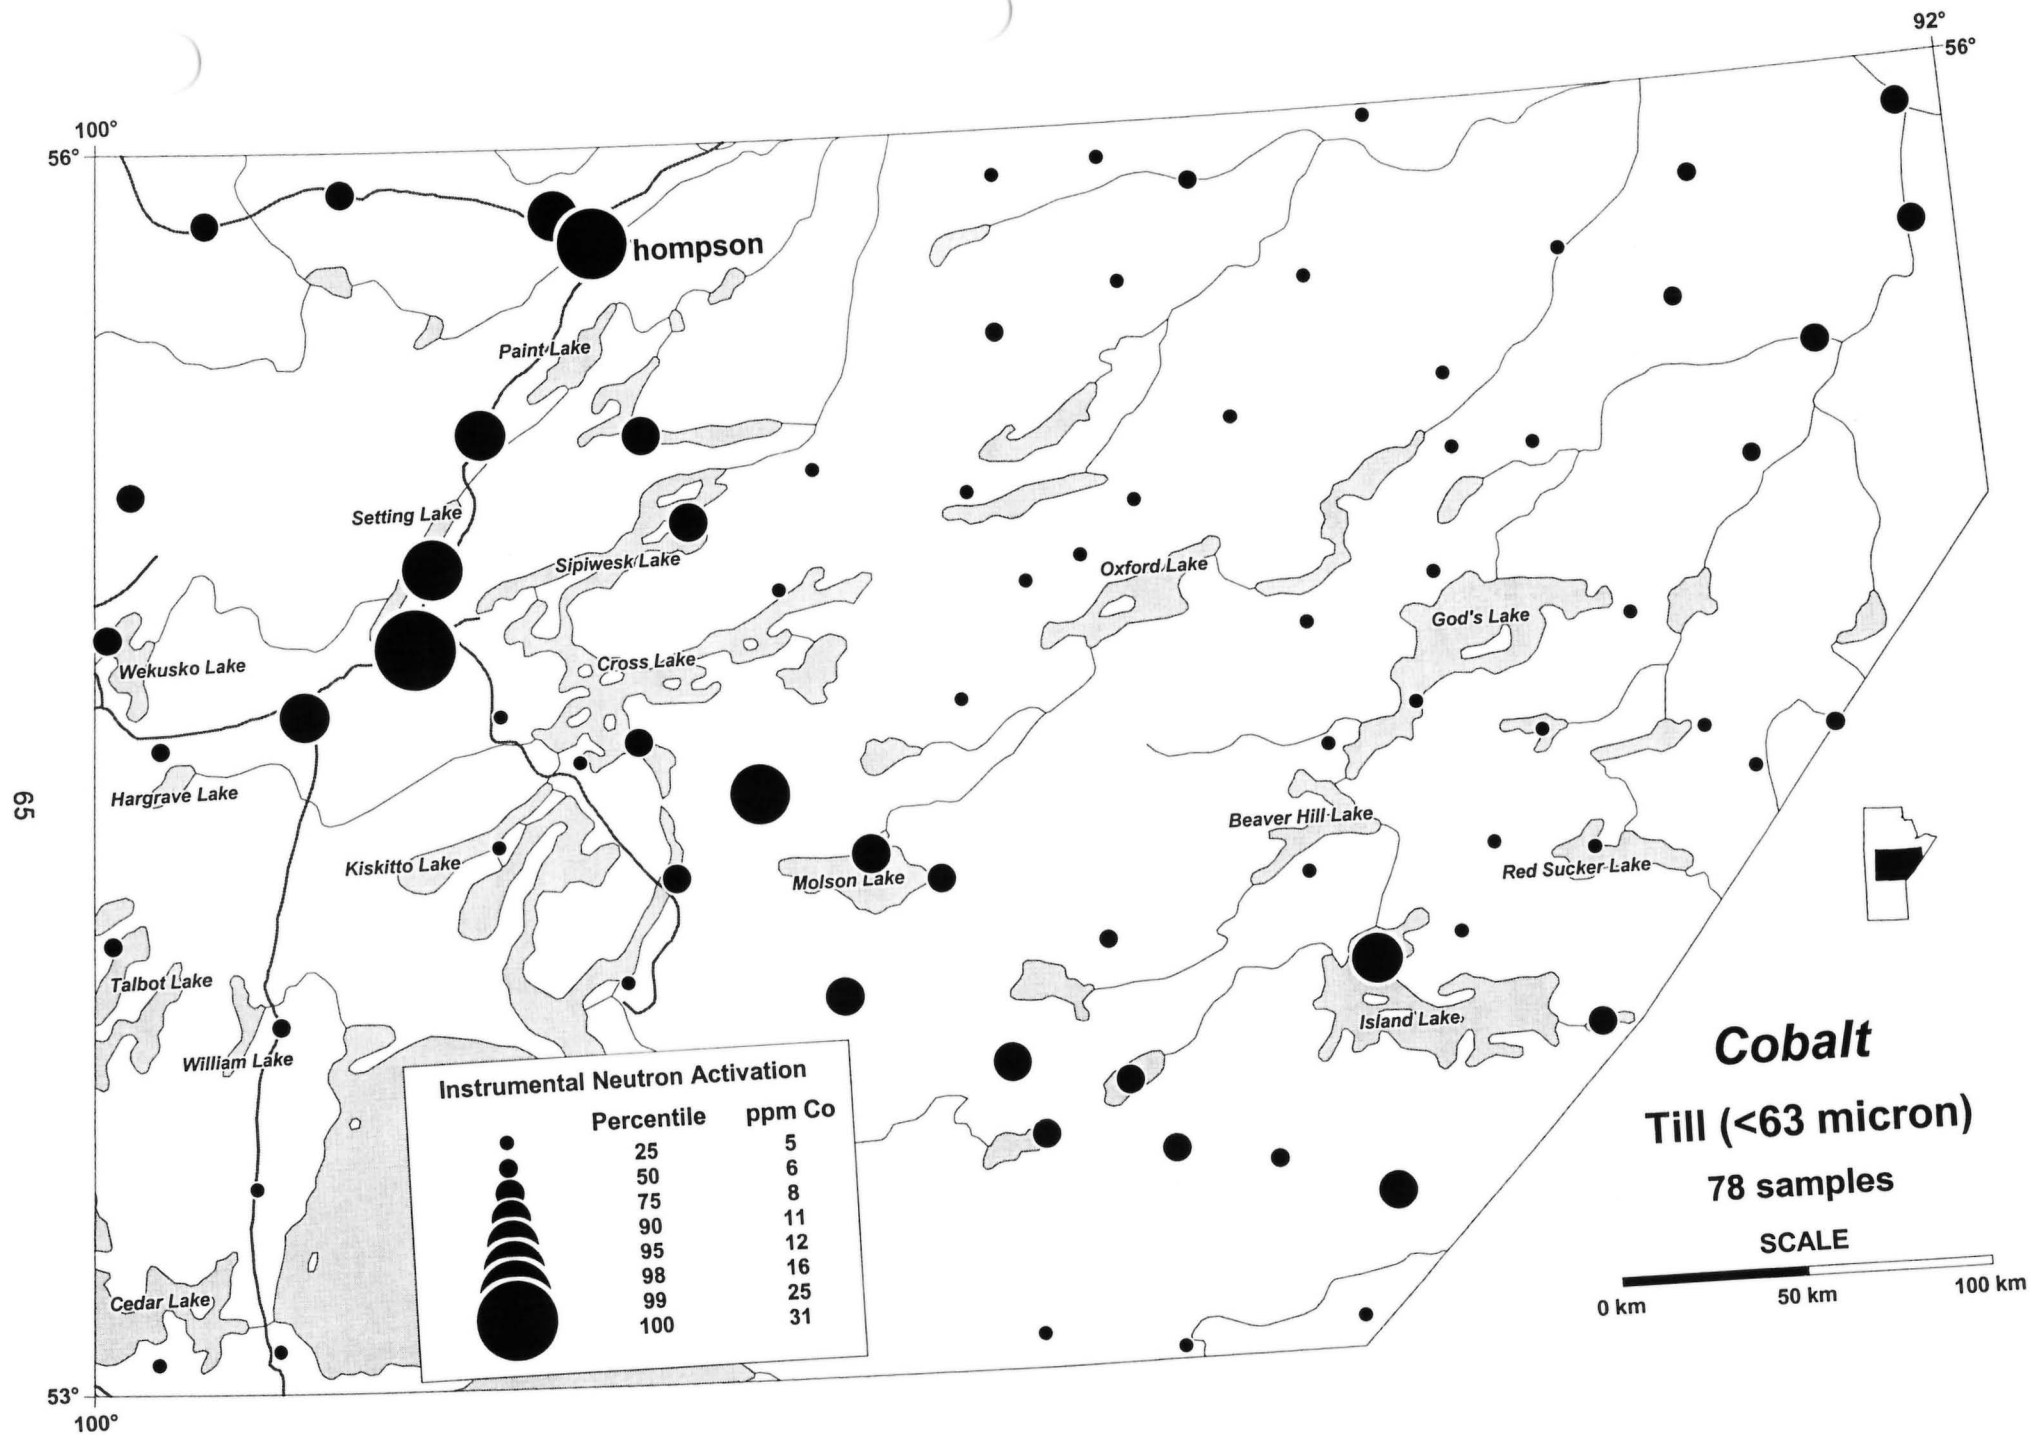 92°
56°
100°
56°
hompson
Paint Lake
Setting Lake
Sipiwesk Lake
Oxford Lake
God's Lake
Wekusko Lake
Cross Lake
Hargrave Lake
Beaver Hill Lake
Kiskitto Lake
Molson Lake
Red Sucker Lake
65
Talbot Lake
Island Lake
William Lake
Cedar Lake
Instrumental Neutron Activation
Percentile ppm Co
25 5
50 6
75 8
90 11
95 12
98 16
99 25
100 31
Cobalt
Till (<63 micron)
78 samples
SCALE
0 km 50 km 100 km
53°
100°